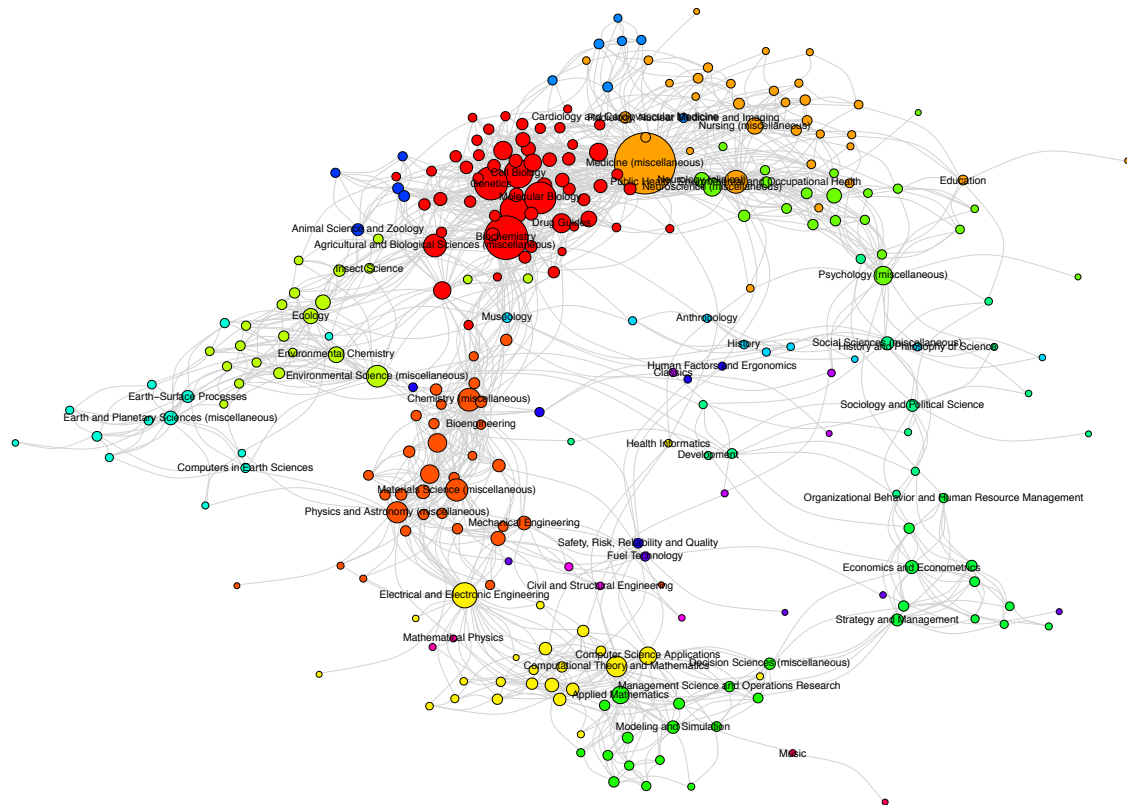 Cardiology and Cardiovascular Medicine
Radiology, Nuclear Medicine and Imaging
Nursing (miscellaneous)
Medicine (miscellaneous)
Cell Biology
Genetics
Neurology (clinical)
Public Health, Environmental and Occupational Health
Neuroscience (miscellaneous)
Education
Molecular Biology
Drug Guides
Animal Science and Zoology
Biochemistry
Agricultural and Biological Sciences (miscellaneous)
Insect Science
Psychology (miscellaneous)
Ecology
Museology
Anthropology
History
Social Sciences (miscellaneous)
History and Philosophy of Science
Environmental Chemistry
Human Factors and Ergonomics
Classics
Environmental Science (miscellaneous)
Earth-Surface Processes
Chemistry (miscellaneous)
Sociology and Political Science
Earth and Planetary Sciences (miscellaneous)
Bioengineering
Health Informatics
Development
Computers in Earth Sciences
Materials Science (miscellaneous)
Organizational Behavior and Human Resource Management
Physics and Astronomy (miscellaneous)
Mechanical Engineering
Safety, Risk, Reliability and Quality
Fuel Technology
Economics and Econometrics
Civil and Structural Engineering
Electrical and Electronic Engineering
Strategy and Management
Mathematical Physics
Computer Science Applications
Computational Theory and Mathematics
Decision Sciences (miscellaneous)
Management Science and Operations Research
Applied Mathematics
Modeling and Simulation
Music